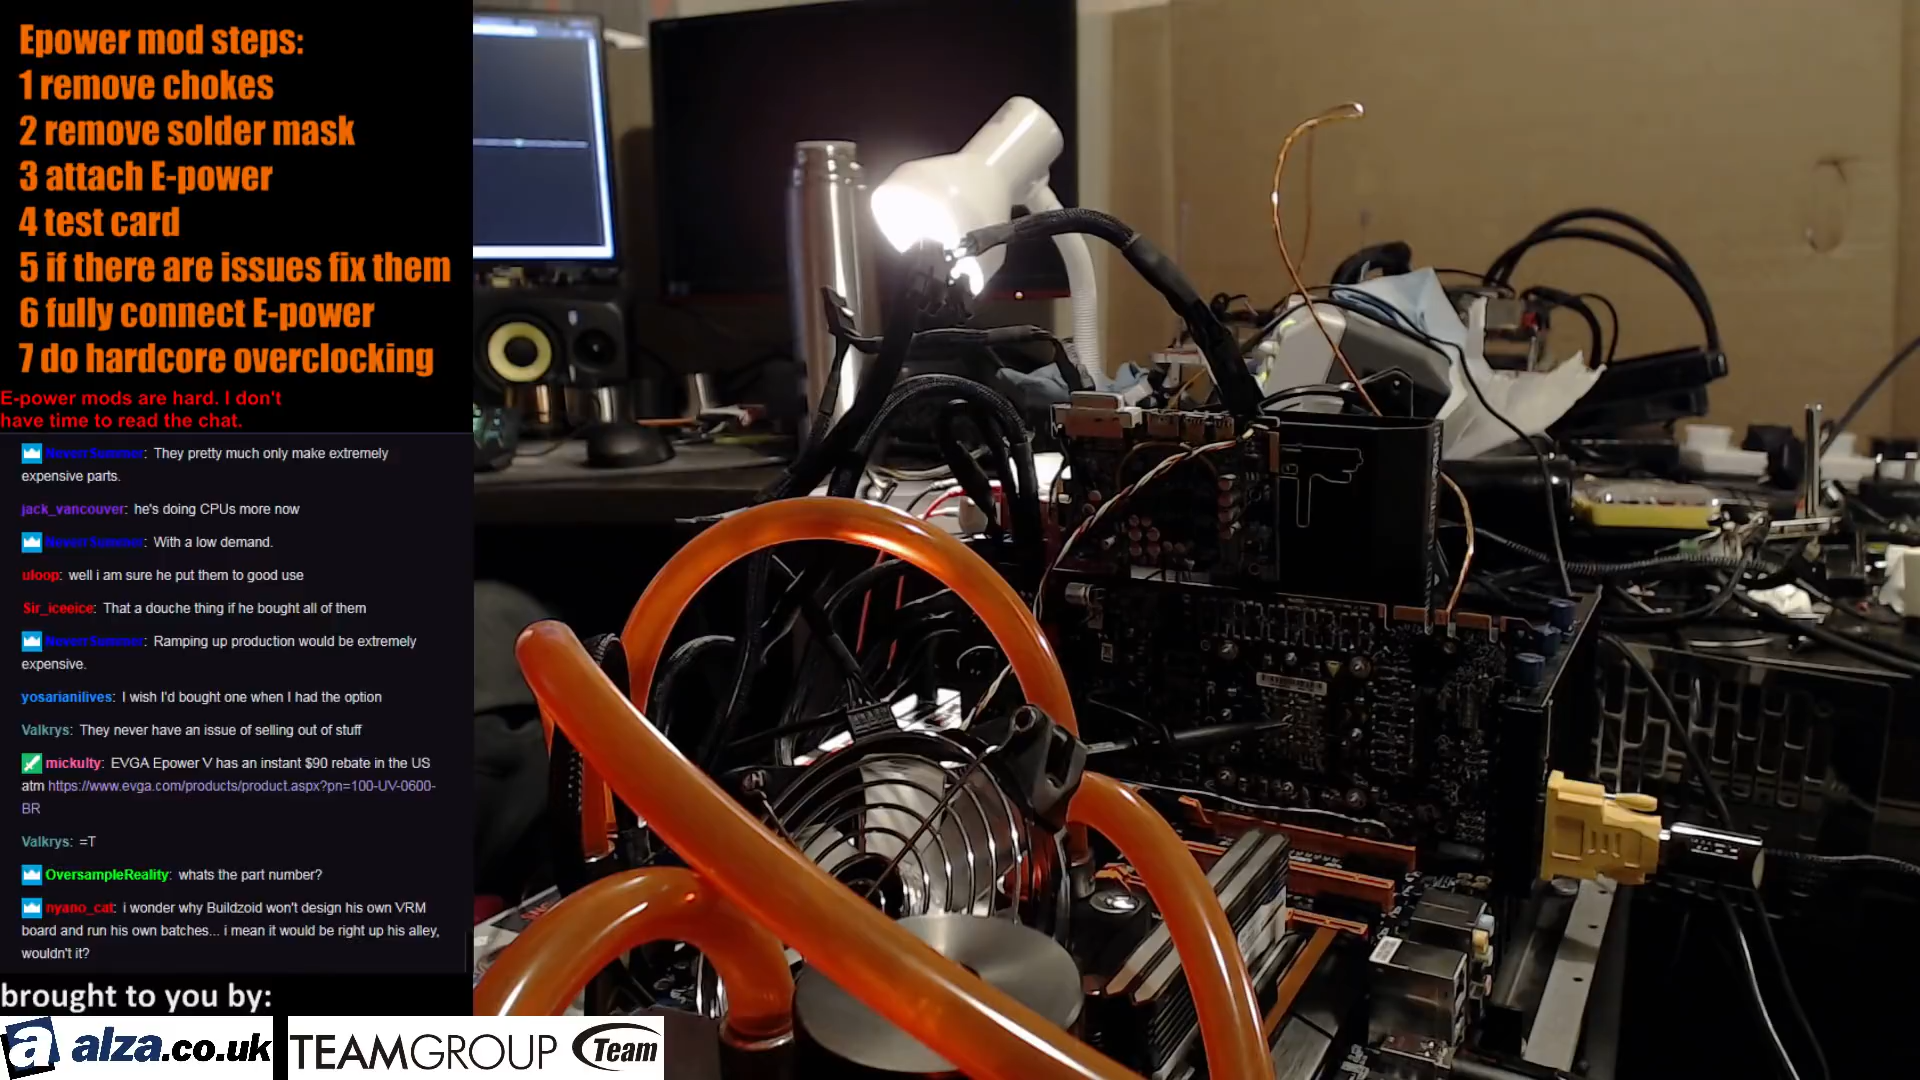 Epower mod steps:
1 remove chokes
2 remove solder mask
3 attach E-power
4 test card
5 if there are issues fix them
6 fully connect E-power
7 do hardcore overclocking
E-power mods are hard. I don't
have time to read the chat.
NeverrSummer: They pretty much only make extremely
expensive parts.
jack_vancouver: he's doing CPUs more now
NeverrSummer: With a low demand.
uloop: well i am sure he put them to good use
Sir_iceeice: That a douche thing if he bought all of them
NeverrSummer: Ramping up production would be extremely
expensive.
yosarianilives: I wish I'd bought one when I had the option
Valkrys: They never have an issue of selling out of stuff
mickulty: EVGA Epower V has an instant $90 rebate in the US
atm https://www.evga.com/products/product.aspx?pn=100-UV-0600-
BR
Valkrys: =T
OversampleReality: whats the part number?
nyano_cat: i wonder why Buildzoid won't design his own VRM
board and run his own batches... i mean it would be right up his alley,
wouldn't it?
brought to you by:
a alza.co.uk TEAMGROUP Team